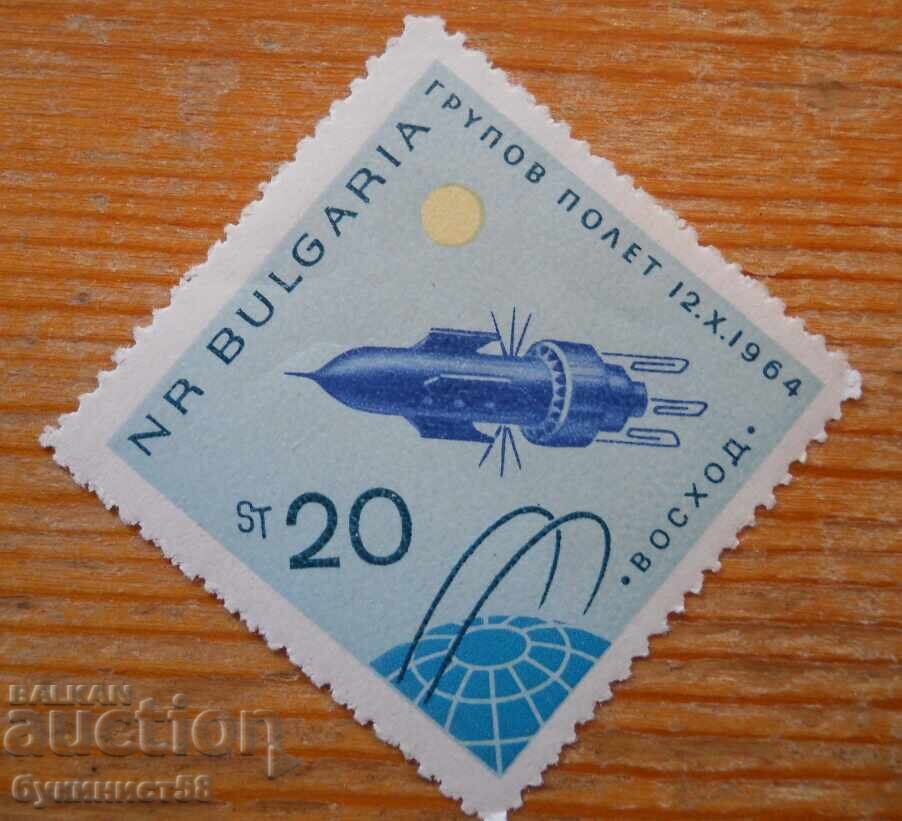 NR BULGARIA
ГРУПОВ ПОЛЕТ 12.X.1964
•ВОСХОД•
ST 20
BALKAN
auction
букинист58